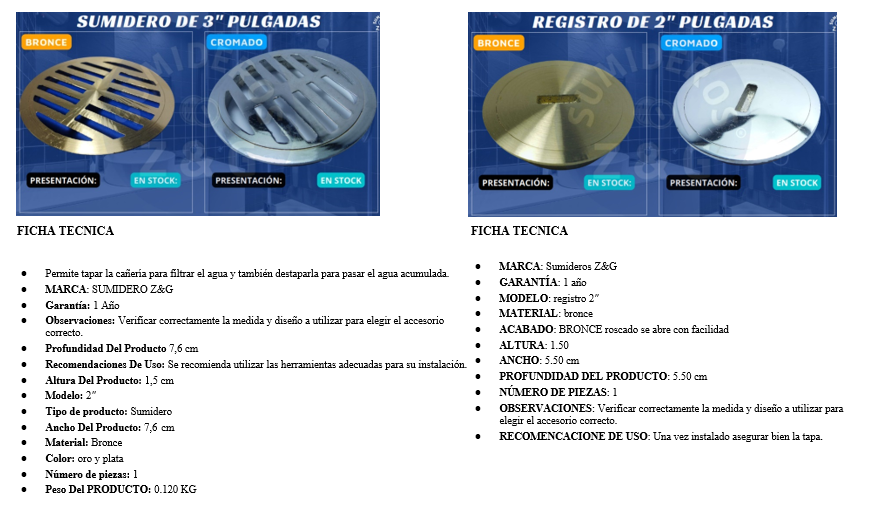 SUMIDERO DE 3" PULGADAS
BRONCE
CROMADO
PRESENTACIÓN:
EN STOCK:
PRESENTACIÓN:
EN STOCK
FICHA TECNICA
● Permite tapar la cañería para filtrar el agua y también destaparla para pasar el agua acumulada.
● MARCA: SUMIDERO Z&G
● Garantía: 1 Año
● Observaciones: Verificar correctamente la medida y diseño a utilizar para elegir el accesorio
correcto.
● Profundidad Del Producto 7,6 cm
● Recomendaciones De Uso: Se recomienda utilizar las herramientas adecuadas para su instalación.
● Altura Del Producto: 1,5 cm
● Modelo: 2”
● Tipo de producto: Sumidero
● Ancho Del Producto: 7,6 cm
● Material: Bronce
● Color: oro y plata
● Número de piezas: 1
● Peso Del PRODUCTO: 0.120 KG
REGISTRO DE 2" PULGADAS
BRONCE
CROMADO
PRESENTACIÓN:
EN STOCK:
PRESENTACIÓN:
EN STOCK
FICHA TECNICA
● MARCA: Sumideros Z&G
● GARANTÍA: 1 año
● MODELO: registro 2”
● MATERIAL: bronce
● ACABADO: BRONCE roscado se abre con facilidad
● ALTURA: 1.50
● ANCHO: 5.50 cm
● PROFUNDIDAD DEL PRODUCTO: 5.50 cm
● NÚMERO DE PIEZAS: 1
● OBSERVACIONES: Verificar correctamente la medida y diseño a utilizar para
elegir el accesorio correcto.
● RECOMENCACIONE DE USO: Una vez instalado asegurar bien la tapa.